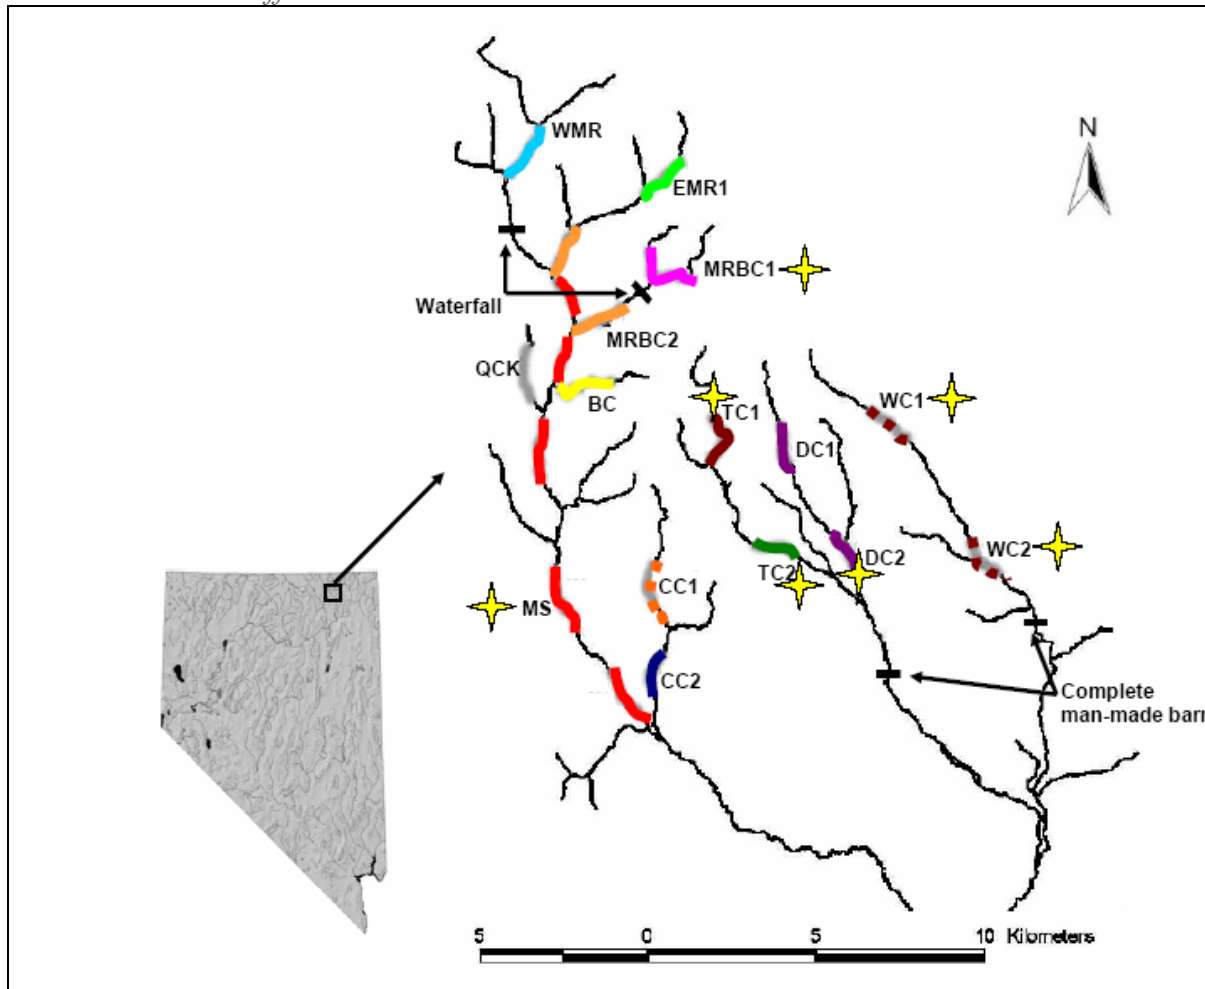 WMR
N
EMR1
MRBC1
Waterfall
MRBC2
QCK
BC
TC1
WC1
DC1
WC2
DC2
TC2
CC1
MS
CC2
Complete
man-made barr
5 0 5 10 Kilometers